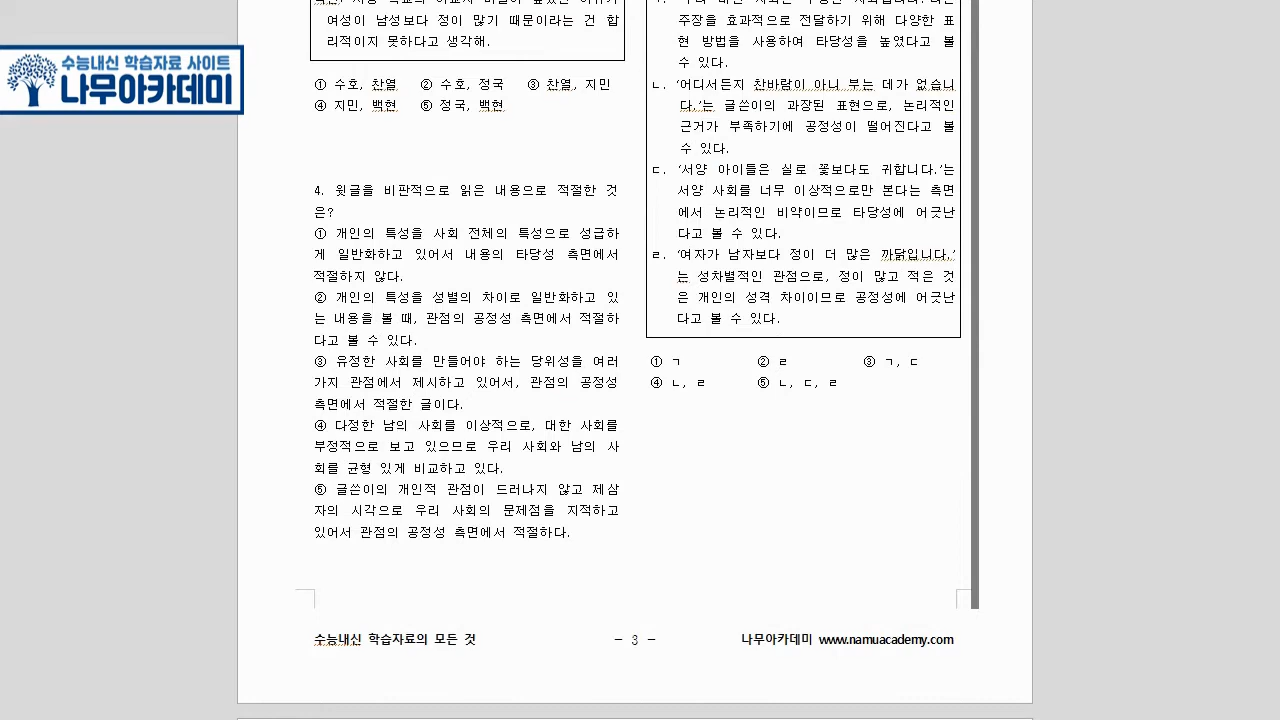 수능내신 학습자료 사이트
나무아카데미
여성이 남성보다 정이 많기 때문이라는 건 합
리적이지 못하다고 생각해.
① 수호, 찬열 ② 수호, 정국 ③ 찬열, 지민
④ 지민, 백현 ⑤ 정국, 백현
4. 윗글을 비판적으로 읽은 내용으로 적절한 것
은?
① 개인의 특성을 사회 전체의 특성으로 성급하
게 일반화하고 있어서 내용의 타당성 측면에서
적절하지 않다.
② 개인의 특성을 성별의 차이로 일반화하고 있
는 내용을 볼 때, 관점의 공정성 측면에서 적절하
다고 볼 수 있다.
③ 유정한 사회를 만들어야 하는 당위성을 여러
가지 관점에서 제시하고 있어서, 관점의 공정성
측면에서 적절한 글이다.
④ 다정한 남의 사회를 이상적으로, 대한 사회를
부정적으로 보고 있으므로 우리 사회와 남의 사
회를 균형 있게 비교하고 있다.
⑤ 글쓴이의 개인적 관점이 드러나지 않고 제삼
자의 시각으로 우리 사회의 문제점을 지적하고
있어서 관점의 공정성 측면에서 적절하다.
주장을 효과적으로 전달하기 위해 다양한 표
현 방법을 사용하여 타당성을 높였다고 볼
수 있다.
ㄴ. ‘어디서든지 찬바람이 아니 부는 데가 없습니
다.’는 글쓴이의 과장된 표현으로, 논리적인
근거가 부족하기에 공정성이 떨어진다고 볼
수 있다.
ㄷ. ‘서양 아이들은 실로 꽃보다도 귀합니다.’는
서양 사회를 너무 이상적으로만 본다는 측면
에서 논리적인 비약이므로 타당성에 어긋난
다고 볼 수 있다.
ㄹ. ‘여자가 남자보다 정이 더 많은 까닭입니다.’
는 성차별적인 관점으로, 정이 많고 적은 것
은 개인의 성격 차이이므로 공정성에 어긋난
다고 볼 수 있다.
① ㄱ ② ㄹ ③ ㄱ, ㄷ
④ ㄴ, ㄹ ⑤ ㄴ, ㄷ, ㄹ
수능내신 학습자료의 모든 것 - 3 - 나무아카데미 www.namuacademy.com